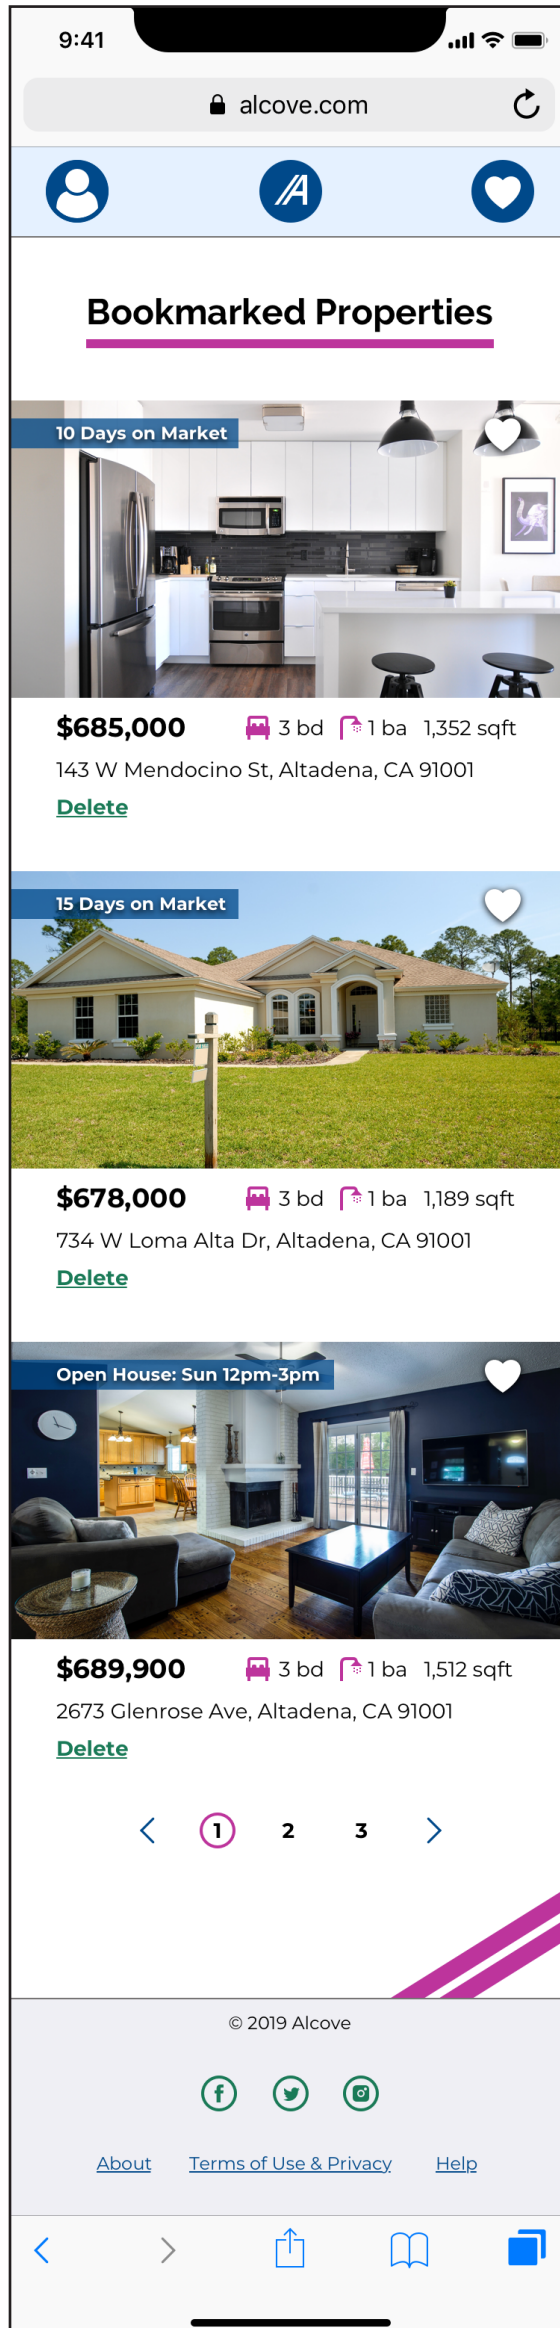 9:41
alcove.com
Bookmarked Properties
10 Days on Market
$685,000 3 bd 1 ba 1,352 sqft
143 W Mendocino St, Altadena, CA 91001
Delete
15 Days on Market
$678,000 3 bd 1 ba 1,189 sqft
734 W Loma Alta Dr, Altadena, CA 91001
Delete
Open House: Sun 12pm-3pm
$689,900 3 bd 1 ba 1,512 sqft
2673 Glenrose Ave, Altadena, CA 91001
Delete
1 2 3
© 2019 Alcove
About Terms of Use & Privacy Help